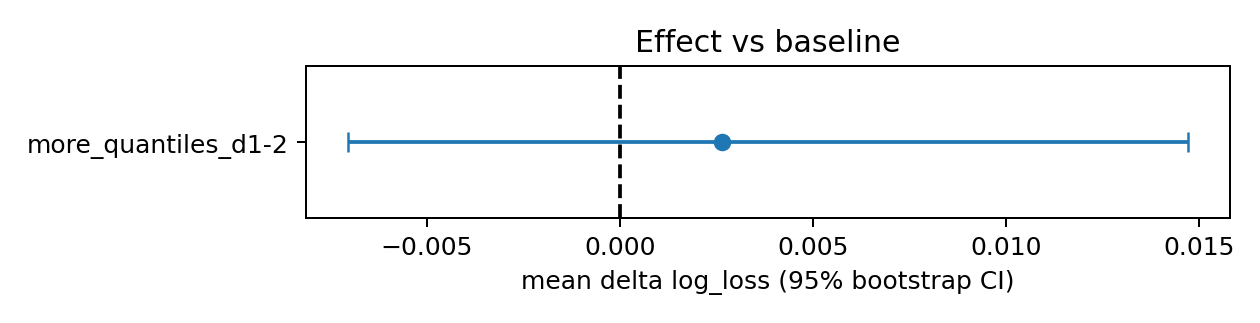 Effect vs baseline
more_quantiles_d1-2
−0.005 0.000 0.005 0.010 0.015
mean delta log_loss (95% bootstrap CI)